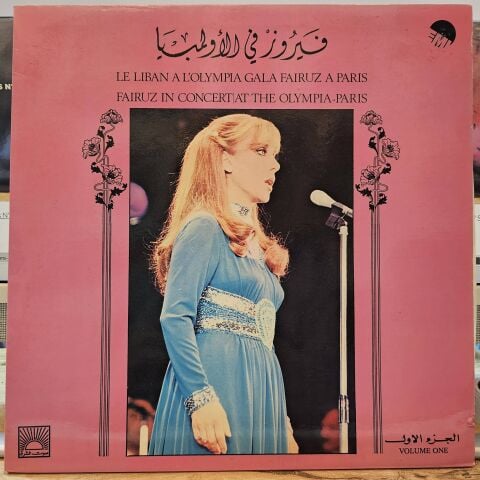 فيروز في الأولمبيا
EMI
LE LIBAN A L'OLYMPIA GALA FAIRUZ A PARIS
FAIRUZ IN CONCERT AT THE OLYMPIA-PARIS
الجزء الاول
VOLUME ONE